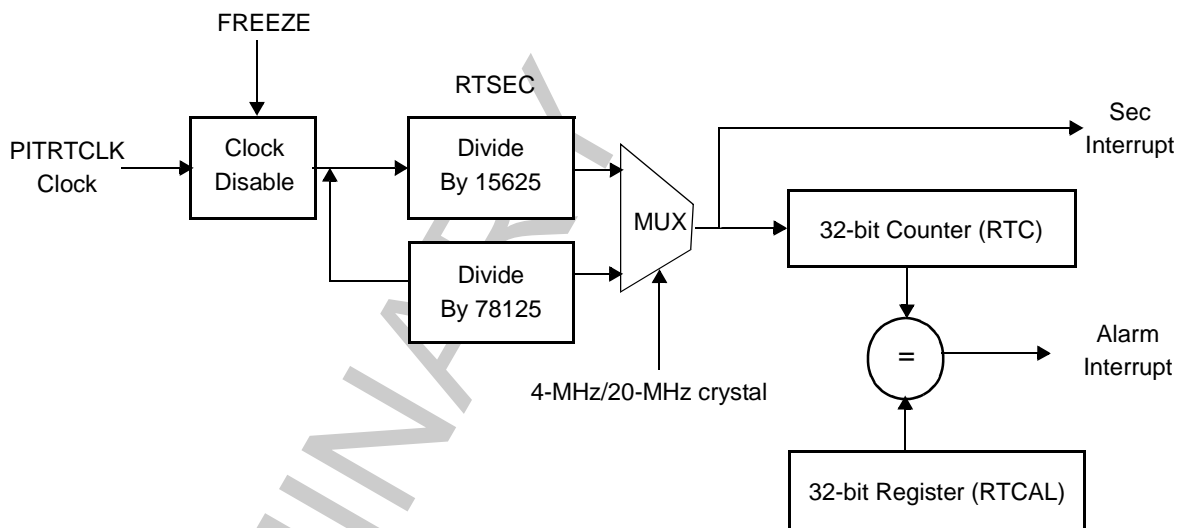 FREEZE
RTSEC
PITRTCLK
Clock
Clock
Disable
Divide
By 15625
Divide
By 78125
MUX
4-MHz/20-MHz crystal
Sec
Interrupt
32-bit Counter (RTC)
=
Alarm
Interrupt
32-bit Register (RTCAL)